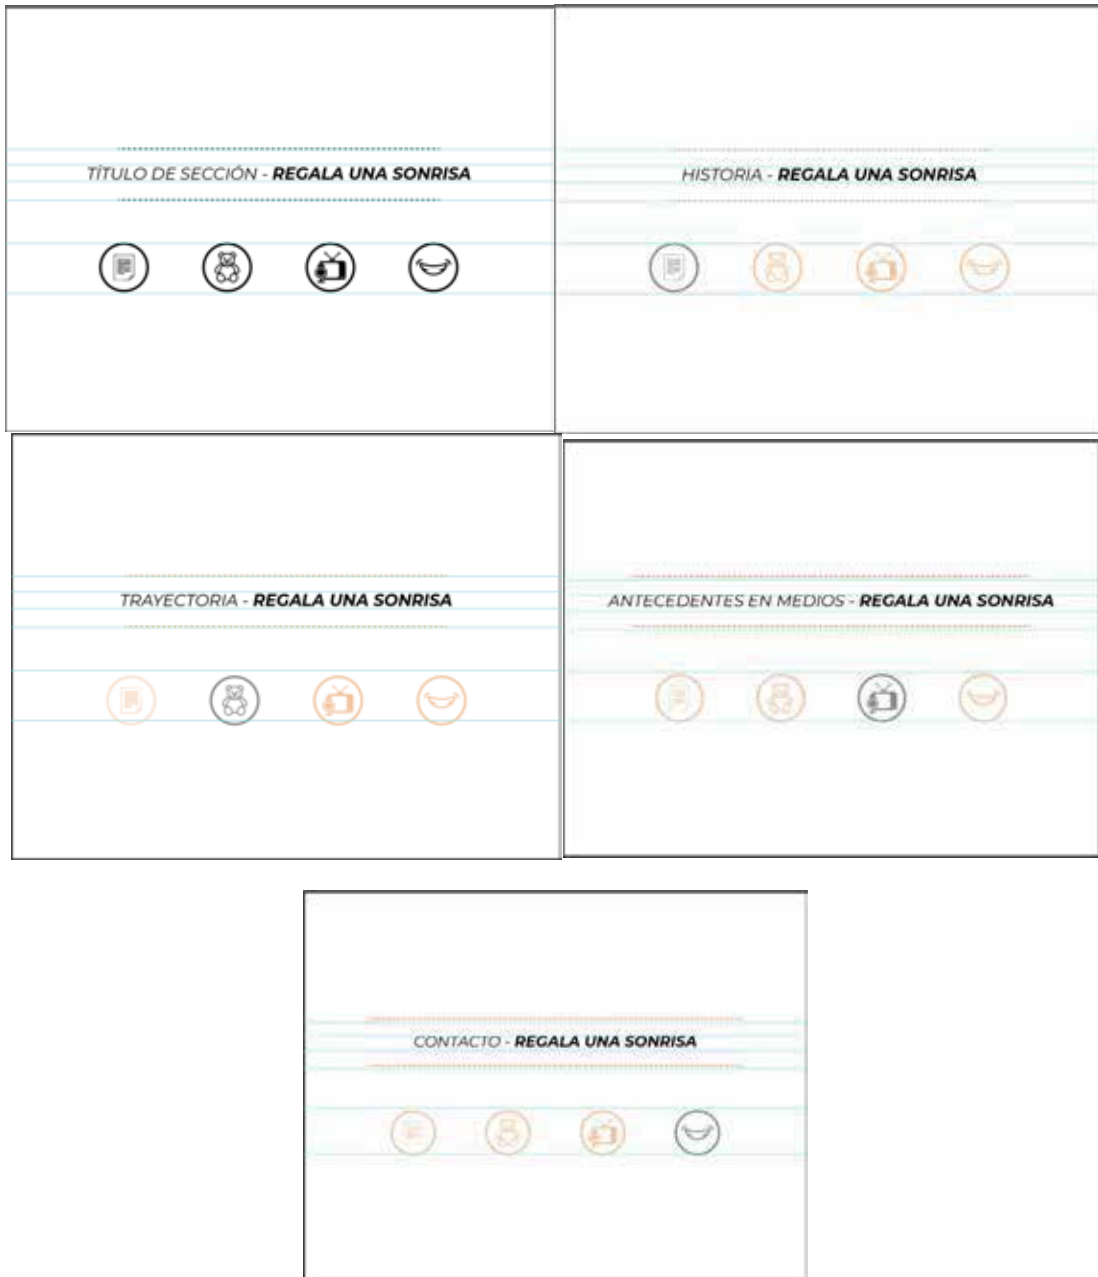 TÍTULO DE SECCIÓN - REGALA UNA SONRISA
HISTORIA - REGALA UNA SONRISA
TRAYECTORIA - REGALA UNA SONRISA
ANTECEDENTES EN MEDIOS - REGALA UNA SONRISA
CONTACTO - REGALA UNA SONRISA